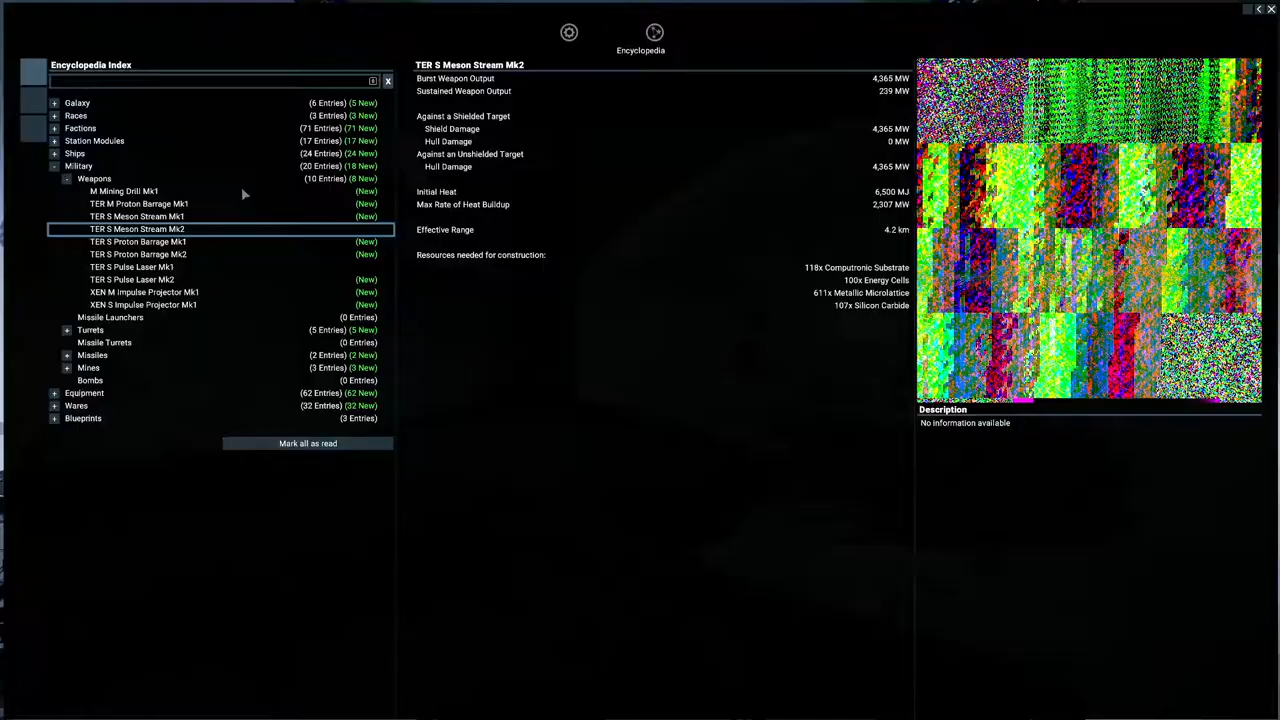 Encyclopedia
Encyclopedia Index
X
+ Galaxy (6 Entries) (5 New)
+ Races (3 Entries) (3 New)
+ Factions (71 Entries) (71 New)
+ Station Modules (17 Entries) (17 New)
+ Ships (24 Entries) (24 New)
- Military (20 Entries) (18 New)
- Weapons (10 Entries) (8 New)
M Mining Drill Mk1 (New)
TER M Proton Barrage Mk1 (New)
TER S Meson Stream Mk1 (New)
TER S Meson Stream Mk2
TER S Proton Barrage Mk1 (New)
TER S Proton Barrage Mk2 (New)
TER S Pulse Laser Mk1
TER S Pulse Laser Mk2 (New)
XEN M Impulse Projector Mk1 (New)
XEN S Impulse Projector Mk1 (New)
Missile Launchers (0 Entries)
+ Turrets (5 Entries) (5 New)
Missile Turrets (0 Entries)
+ Missiles (2 Entries) (2 New)
+ Mines (3 Entries) (3 New)
Bombs (0 Entries)
+ Equipment (62 Entries) (62 New)
+ Wares (32 Entries) (32 New)
+ Blueprints (3 Entries)
Mark all as read
TER S Meson Stream Mk2
Burst Weapon Output 4,365 MW
Sustained Weapon Output 239 MW
Against a Shielded Target
Shield Damage 4,365 MW
Hull Damage 0 MW
Against an Unshielded Target
Hull Damage 4,365 MW
Initial Heat 6,500 MJ
Max Rate of Heat Buildup 2,307 MW
Effective Range 4.2 km
Resources needed for construction:
118x Computronic Substrate
100x Energy Cells
611x Metallic Microlattice
107x Silicon Carbide
Description
No information available